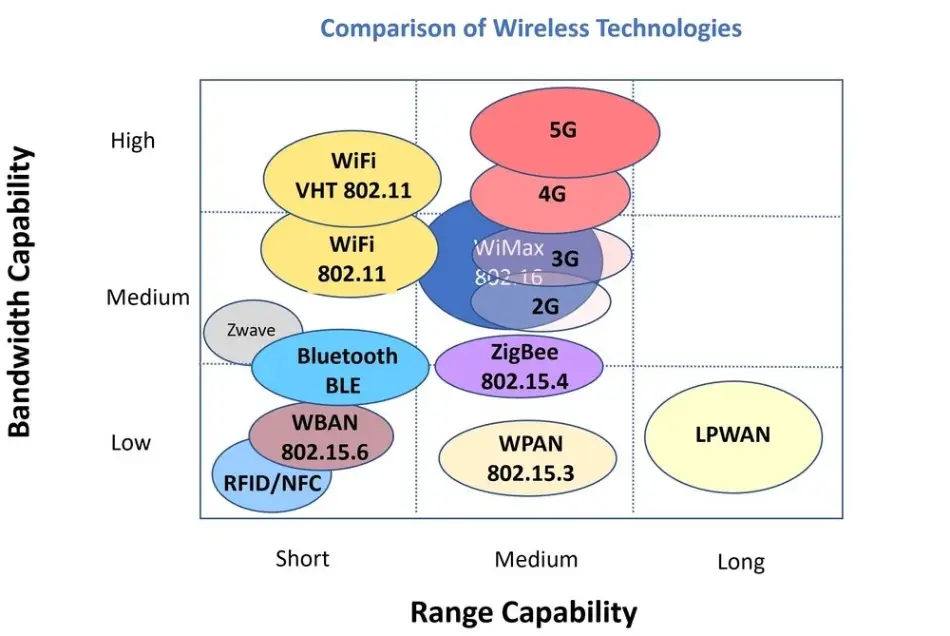 Comparison of Wireless Technologies
Bandwidth Capability
High
Medium
Low
5G
WiFi
VHT 802.11
4G
WiFi
802.11
WiMax
802.16
3G
2G
Zwave
Bluetooth
BLE
ZigBee
802.15.4
WBAN
802.15.6
RFID/NFC
WPAN
802.15.3
LPWAN
Short
Medium
Long
Range Capability